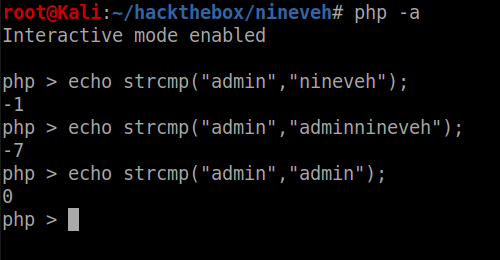 root@Kali:~/hackthebox/nineveh# php -a
Interactive mode enabled
php > echo strcmp("admin","nineveh");
-1
php > echo strcmp("admin","adminnineveh");
-7
php > echo strcmp("admin","admin");
0
php >